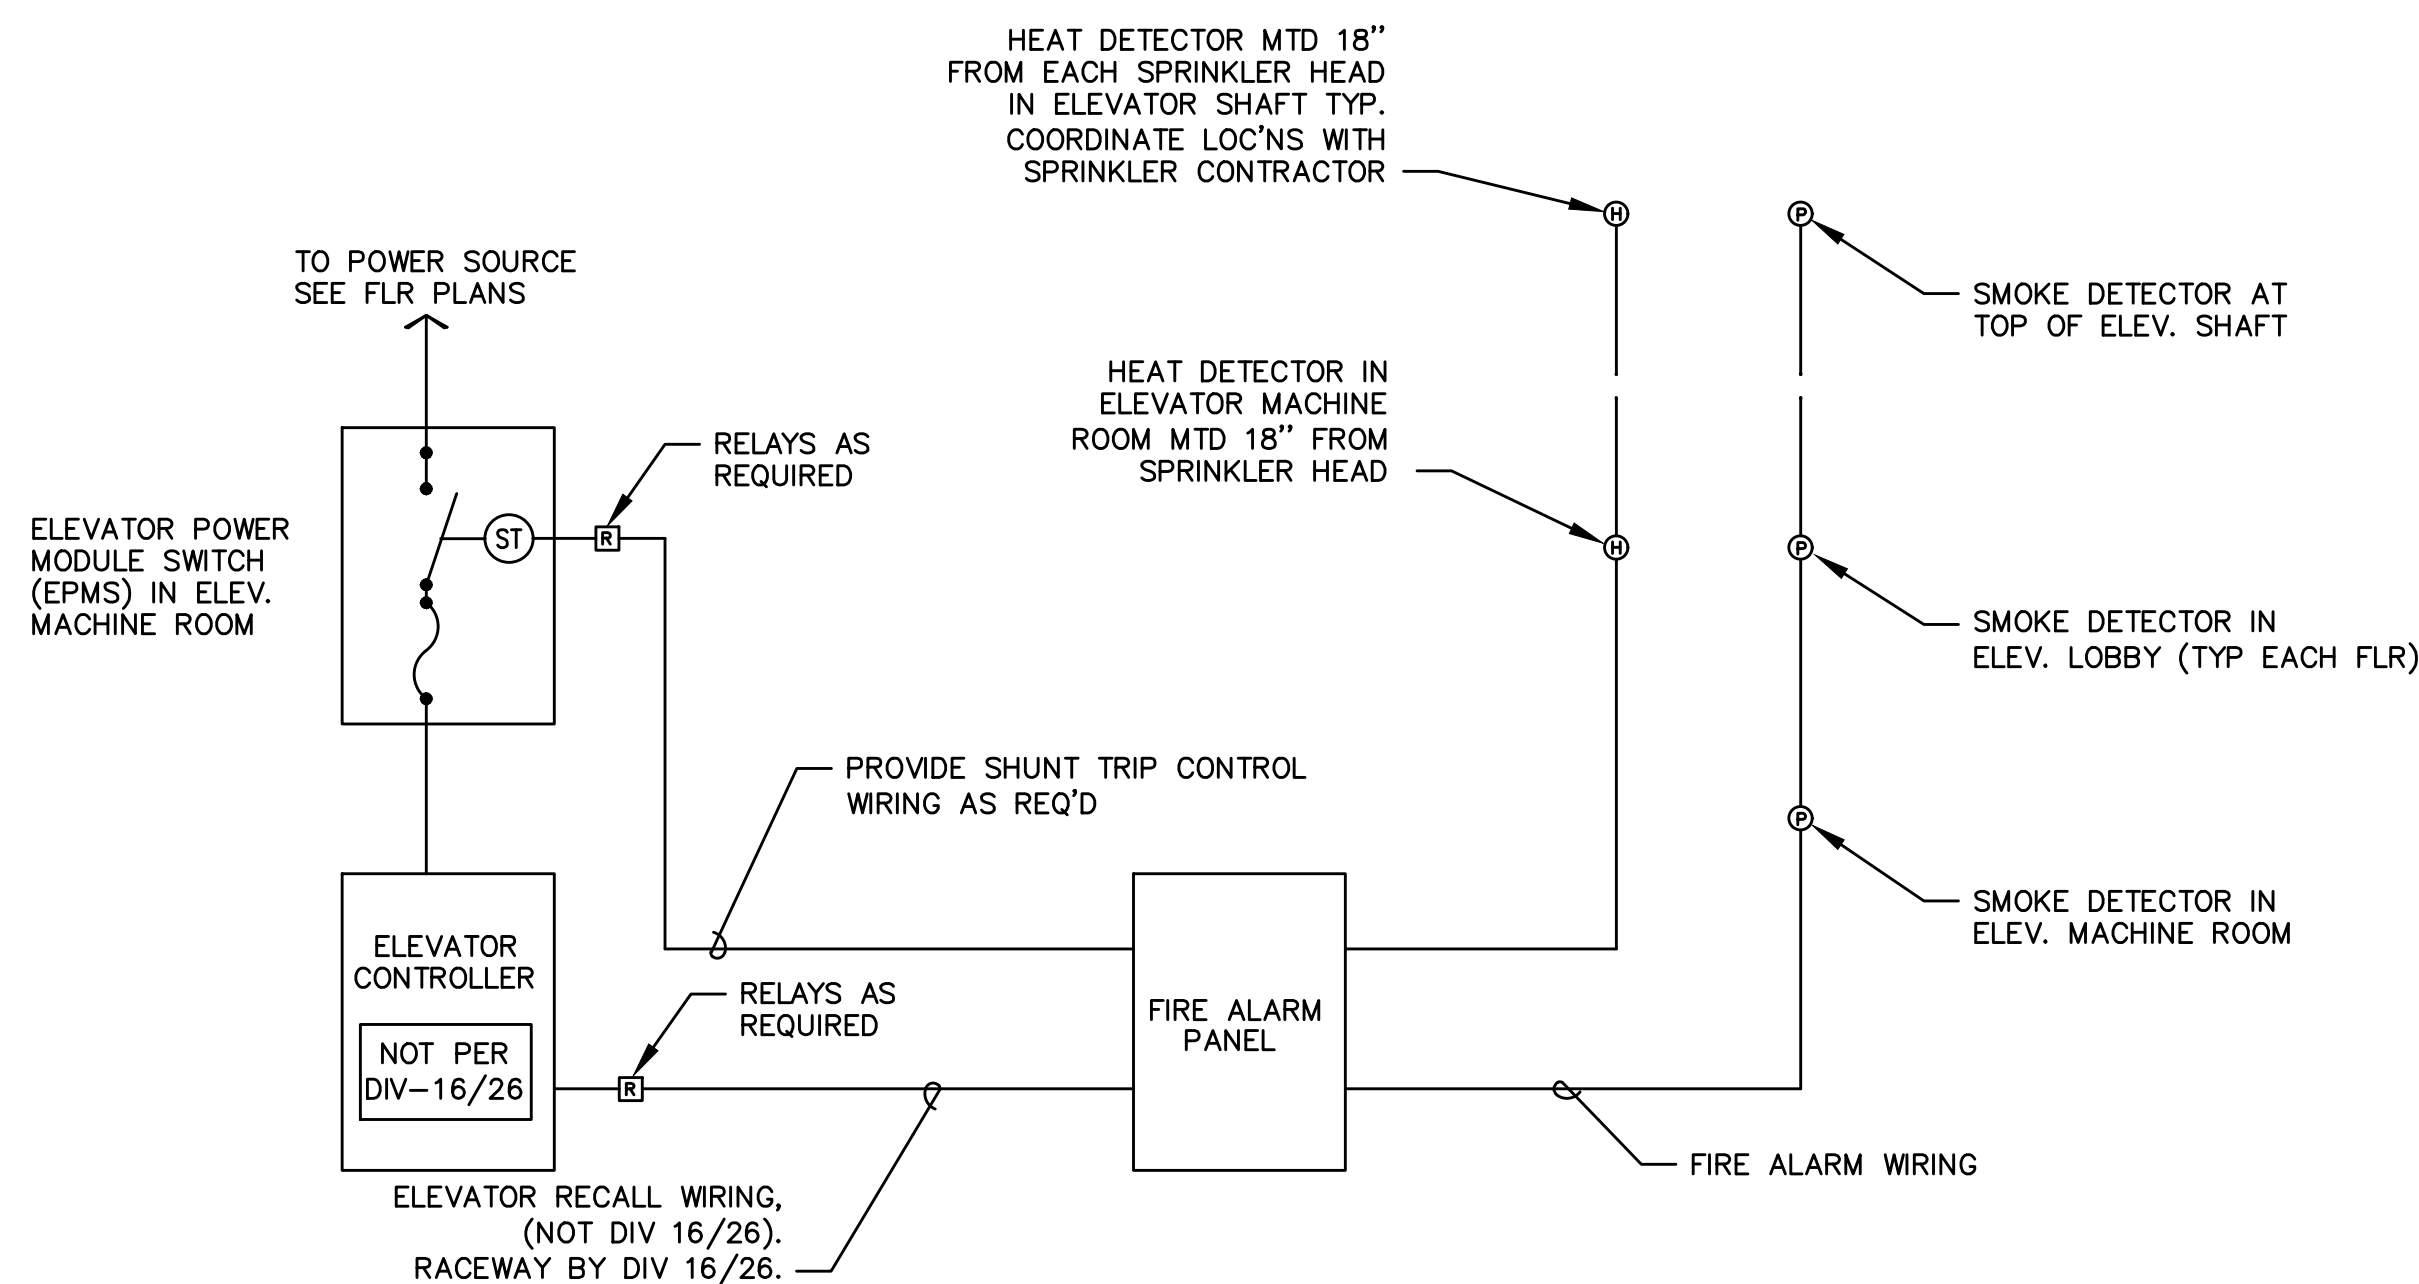 HEAT DETECTOR MTD 18’’
FROM EACH SPRINKLER HEAD
IN ELEVATOR SHAFT TYP.
COORDINATE LOC'NS WITH
SPRINKLER CONTRACTOR
H
P
TO POWER SOURCE
SEE FLR PLANS
SMOKE DETECTOR AT
TOP OF ELEV. SHAFT
HEAT DETECTOR IN
ELEVATOR MACHINE
ROOM MTD 18’’ FROM
SPRINKLER HEAD
RELAYS AS
REQUIRED
ELEVATOR POWER
MODULE SWITCH
(EPMS) IN ELEV.
MACHINE ROOM
ST
R
H
P
SMOKE DETECTOR IN
ELEV. LOBBY (TYP EACH FLR)
PROVIDE SHUNT TRIP CONTROL
WIRING AS REQ'D
P
SMOKE DETECTOR IN
ELEV. MACHINE ROOM
ELEVATOR
CONTROLLER
NOT PER
DIV-16/26
RELAYS AS
REQUIRED
R
FIRE ALARM
PANEL
FIRE ALARM WIRING
ELEVATOR RECALL WIRING,
(NOT DIV 16/26).
RACEWAY BY DIV 16/26.